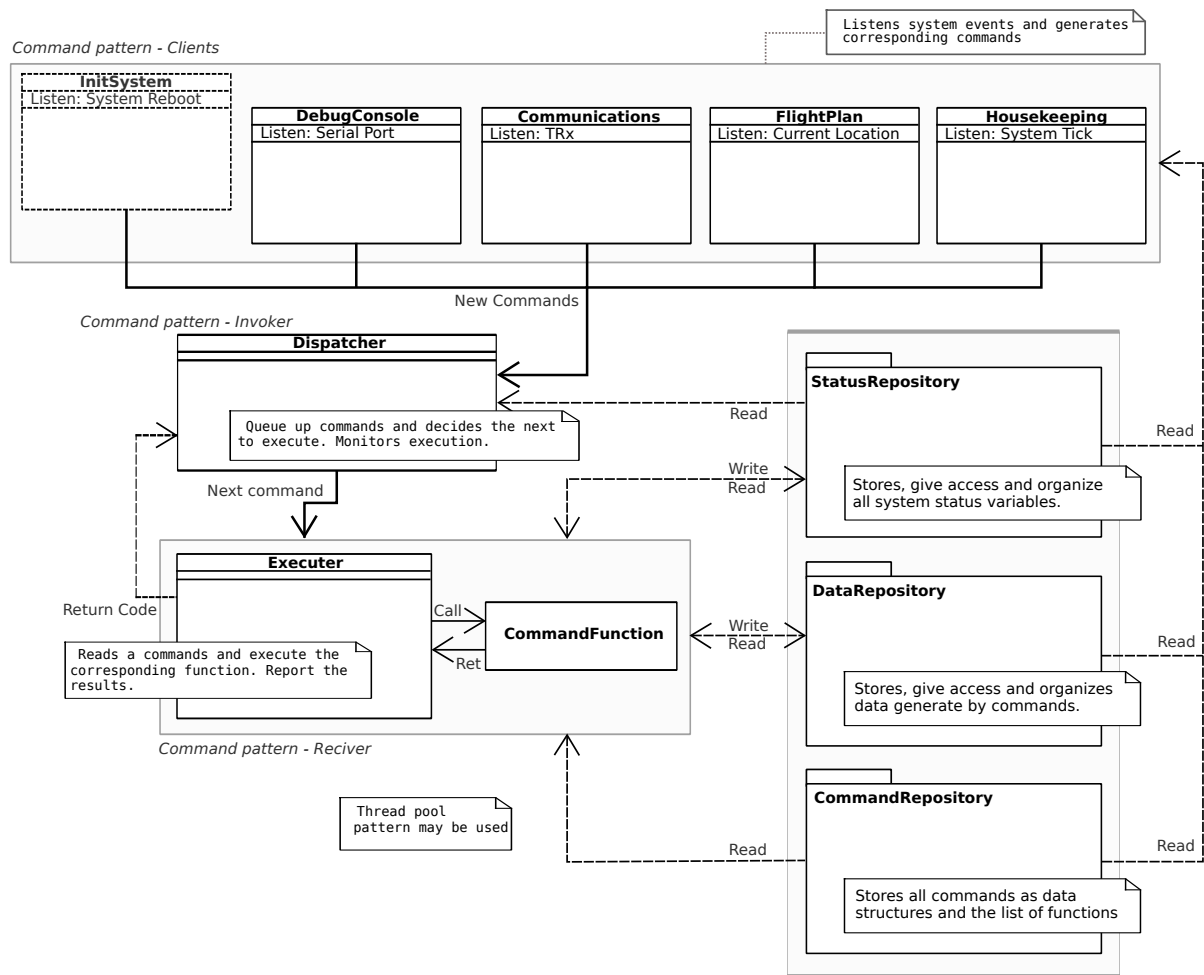 Listens system events and generates
corresponding commands
Command pattern - Clients
InitSystem
Listen: System Reboot
DebugConsole
Listen: Serial Port
Communications
Listen: TRx
FlightPlan
Listen: Current Location
Housekeeping
Listen: System Tick
New Commands
Command pattern - Invoker
Dispatcher
Queue up commands and decides the next
to execute. Monitors execution.
Next command
Read
StatusRepository
Stores, give access and organize
all system status variables.
Read
Write
Read
Executer
Return Code
Reads a commands and execute the
corresponding function. Report the
results.
Call
Ret
CommandFunction
Command pattern - Reciver
Write
Read
DataRepository
Stores, give access and organizes
data generate by commands.
Read
Thread pool
pattern may be used
Read
CommandRepository
Stores all commands as data
structures and the list of functions
Read